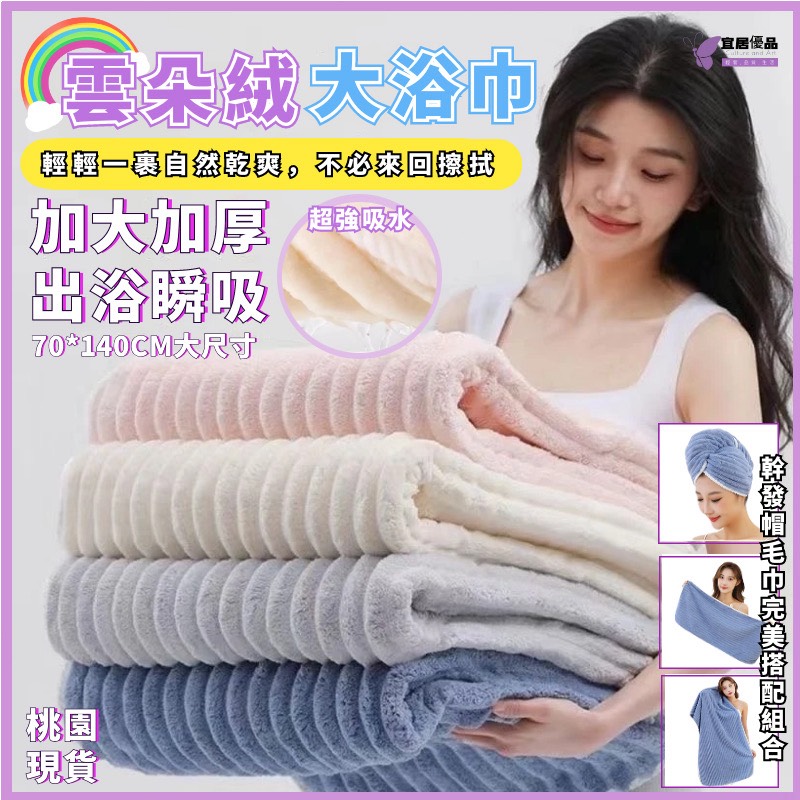 宜居優品
雲朵絨大浴巾
輕輕一裹自然乾爽，不必來回擦拭
加大加厚
出浴瞬吸
70*140CM大尺寸
超強吸水
幹發帽毛巾完美搭配組合
桃園
現貨